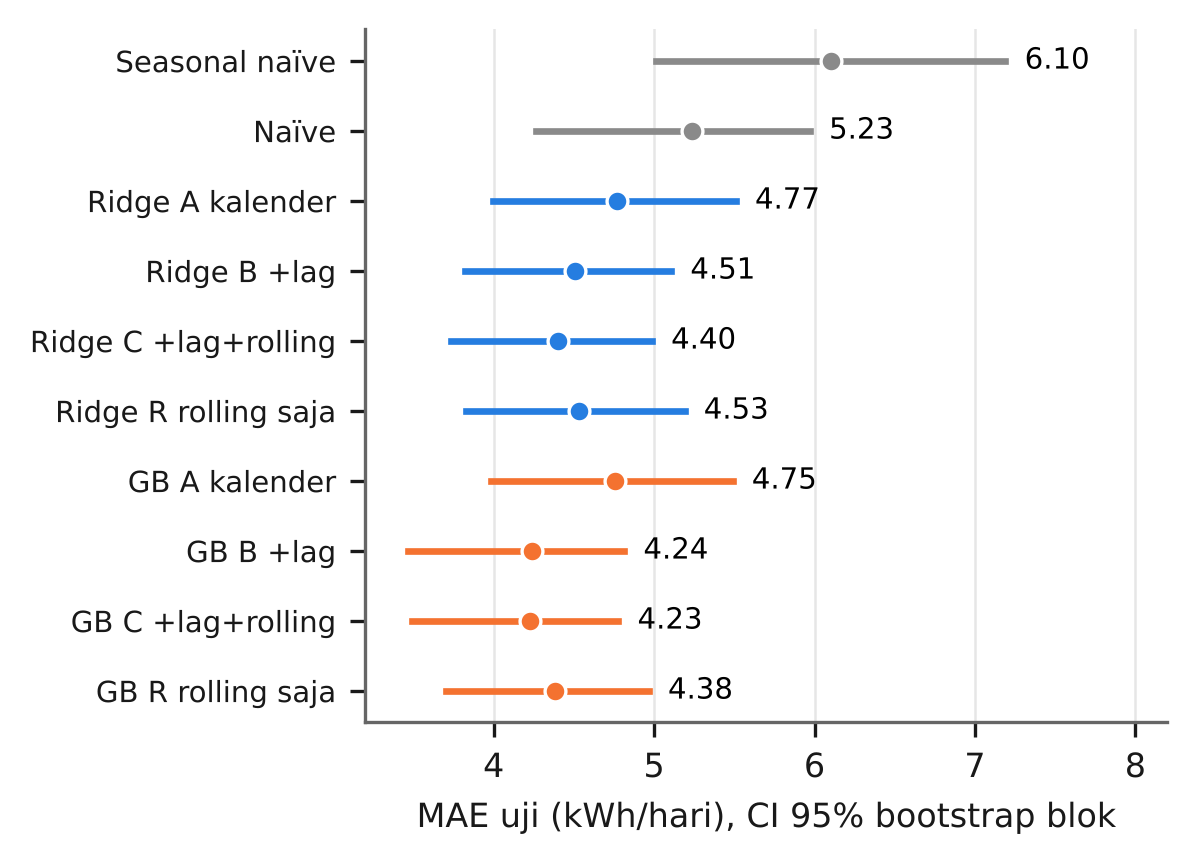 Seasonal naïve 6.10
Naïve 5.23
Ridge A kalender 4.77
Ridge B +lag 4.51
Ridge C +lag+rolling 4.40
Ridge R rolling saja 4.53
GB A kalender 4.75
GB B +lag 4.24
GB C +lag+rolling 4.23
GB R rolling saja 4.38
4 5 6 7 8
MAE uji (kWh/hari), CI 95% bootstrap blok